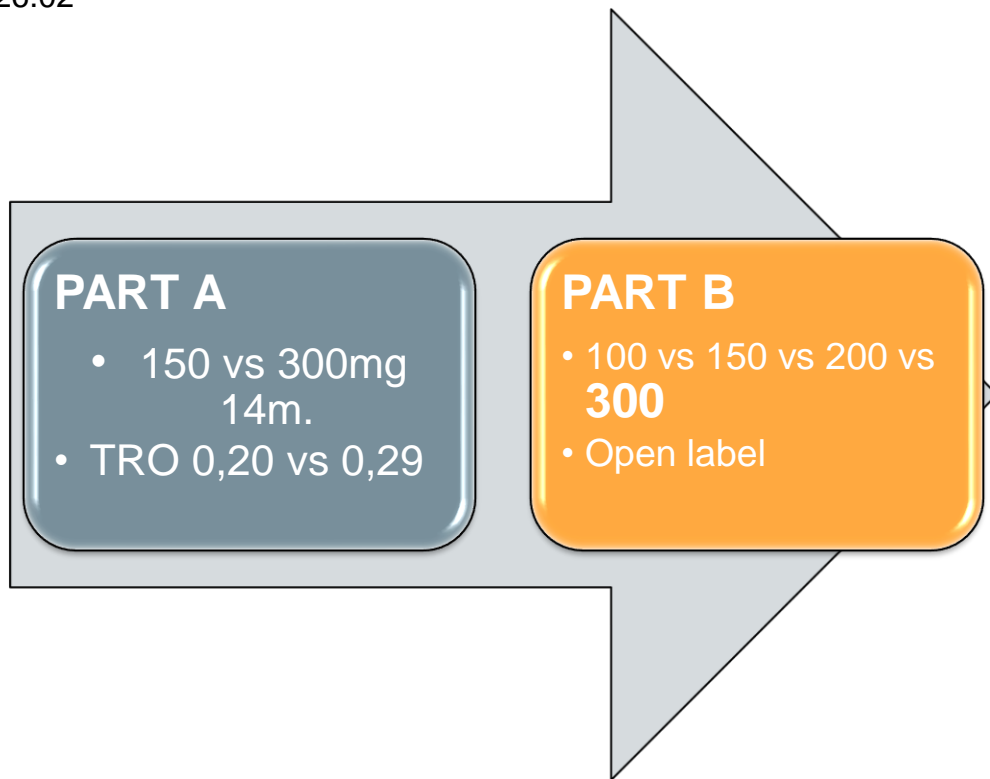 PART A
• 150 vs 300mg
14m.
• TRO 0,20 vs 0,29
PART B
• 100 vs 150 vs 200 vs
300
• Open label